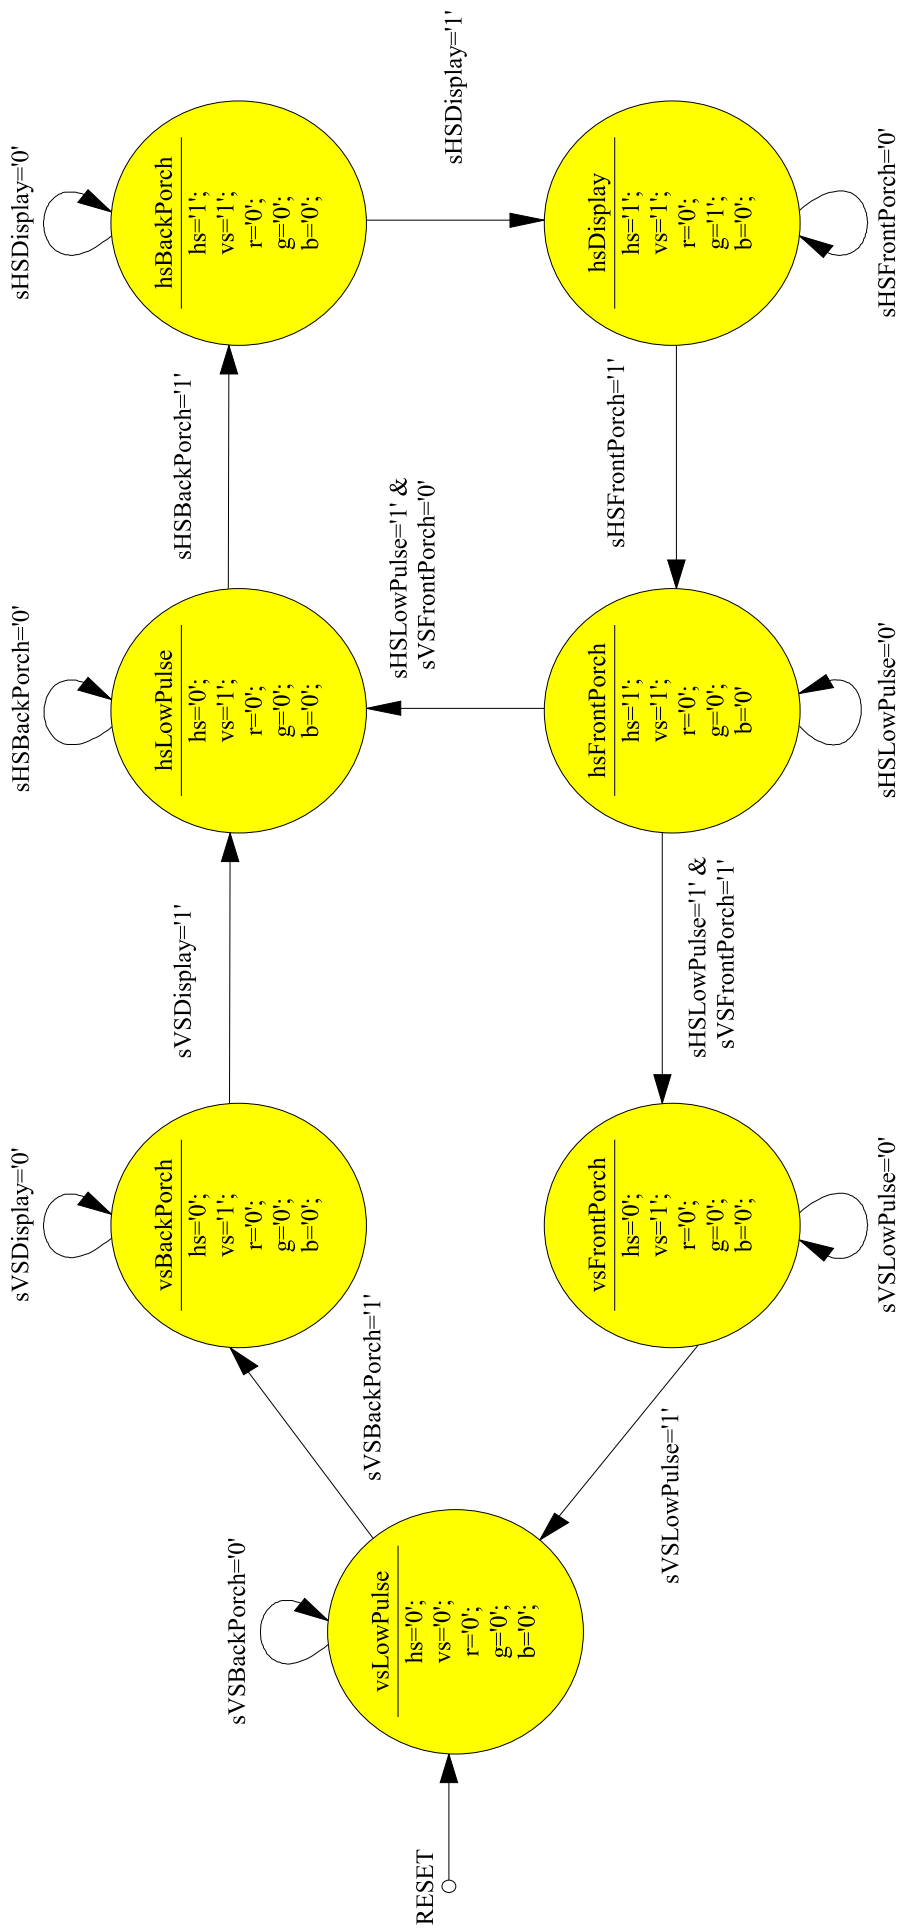 RESET
sVSBackPorch='0'
vsLowPulse
hs='0';
vs='0';
r='0';
g='0';
b='0';
sVSBackPorch='1'
sVSLowPulse='1'
sVSDisplay='0'
vsBackPorch
hs='0';
vs='1';
r='0';
g='0';
b='0';
sVSDisplay='1'
vsFrontPorch
hs='0';
vs='1';
r='0';
g='0';
b='0';
sVSLowPulse='0'
sHSLowPulse='1' &
sVSFrontPorch='1'
sHSBackPorch='0'
hsLowPulse
hs='0';
vs='1';
r='0';
g='0';
b='0';
sHSBackPorch='1'
sHSLowPulse='1' &
sVSFrontPorch='0'
hsFrontPorch
hs='1';
vs='1';
r='0';
g='0';
b='0'
sHSLowPulse='0'
sHSFrontPorch='1'
sHSDisplay='0'
hsBackPorch
hs='1';
vs='1';
r='0';
g='0';
b='0';
sHSDisplay='1'
hsDisplay
hs='1';
vs='1';
r='0';
g='1';
b='0';
sHSFrontPorch='0'